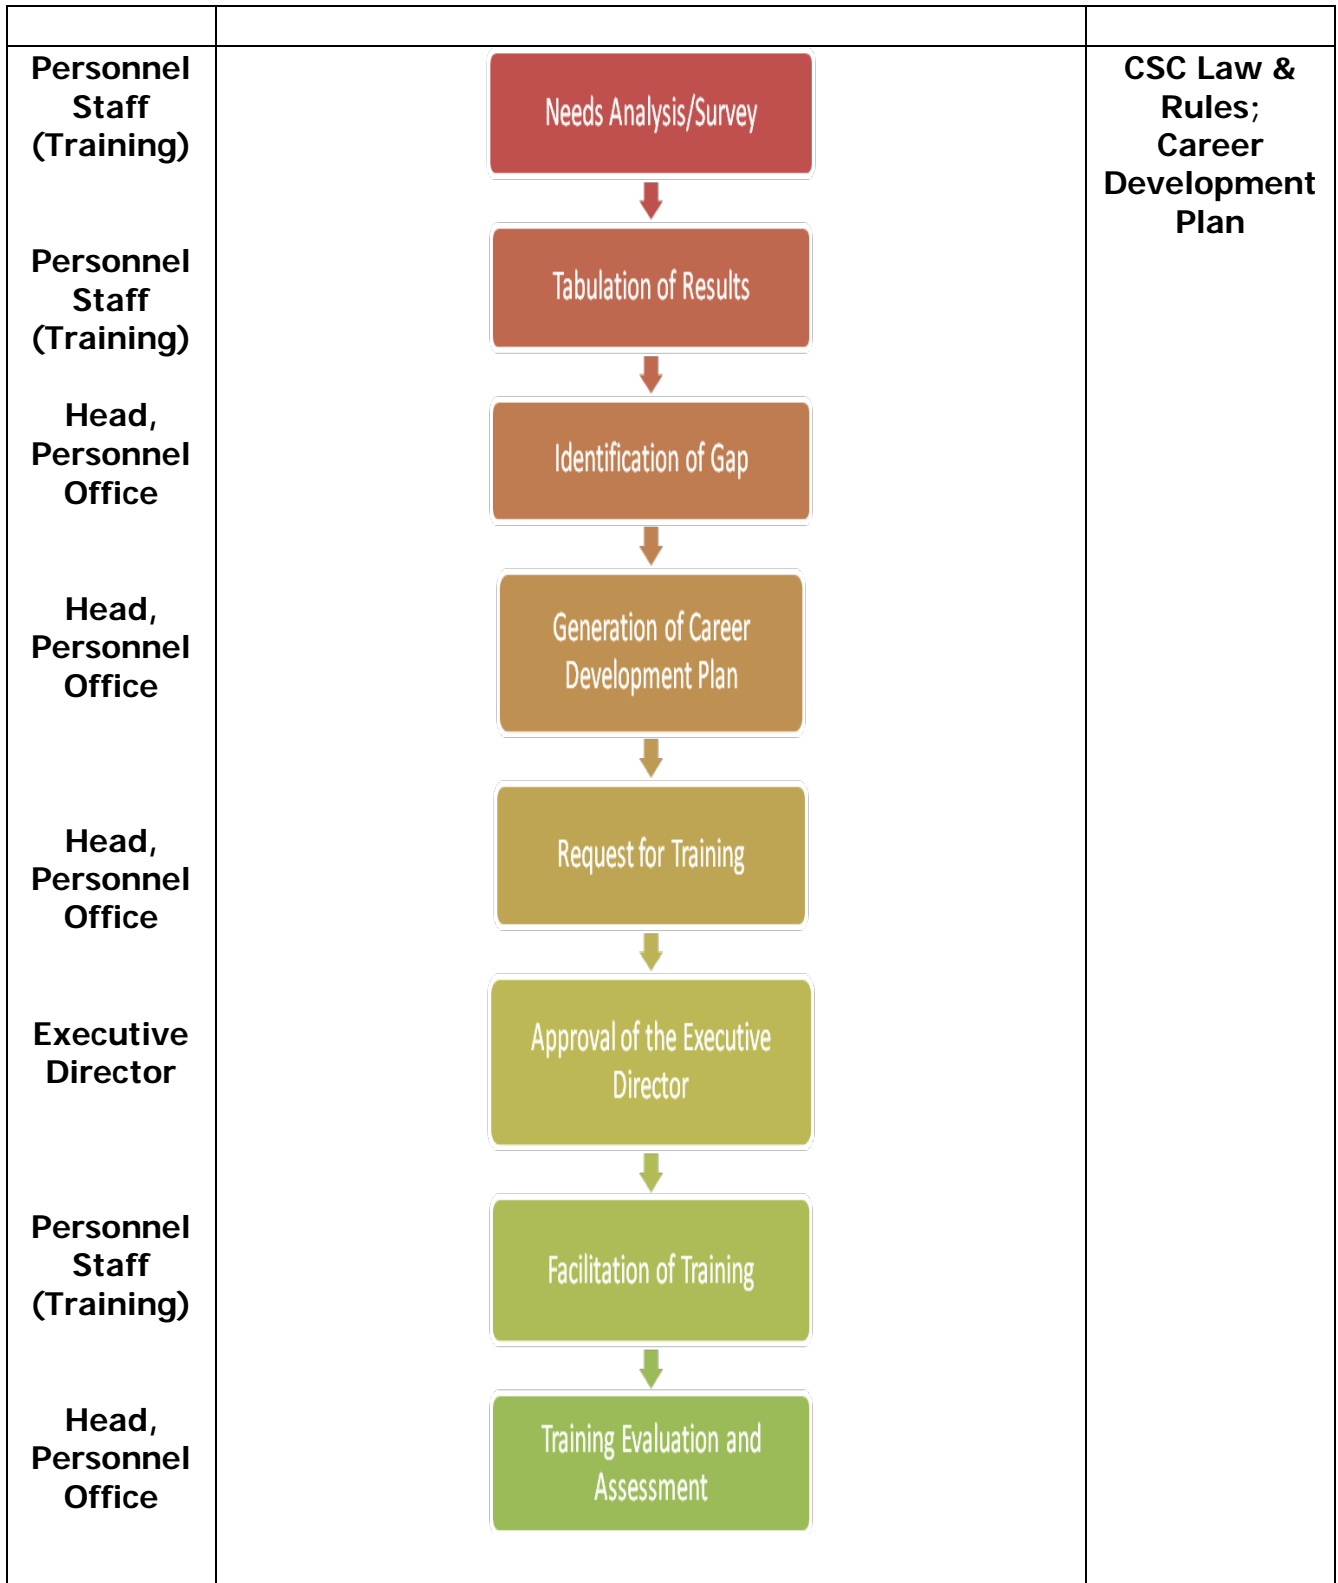 Personnel
Staff
(Training)
Needs Analysis/Survey
CSC Law &
Rules;
Career
Development
Plan
Personnel
Staff
(Training)
Tabulation of Results
Head,
Personnel
Office
Identification of Gap
Head,
Personnel
Office
Generation of Career
Development Plan
Head,
Personnel
Office
Request for Training
Executive
Director
Approval of the Executive
Director
Personnel
Staff
(Training)
Facilitation of Training
Head,
Personnel
Office
Training Evaluation and
Assessment